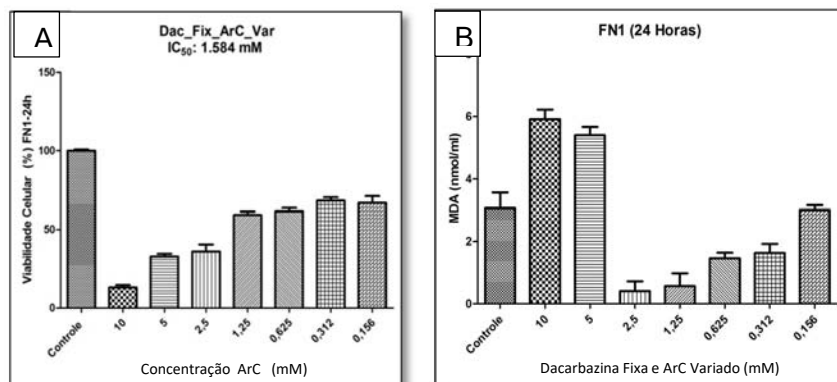 A
Dac_Fix_ArC_Var
IC50: 1.584 mM
Viabilidade Celular (%) FN1-24h
150
100
50
0
Controle
10
5
2,5
1,25
0,625
0,312
0,156
Concentração ArC (mM)
B
FN1 (24 Horas)
MDA (nmol/ml)
6
4
2
0
Controle
10
5
2,5
1,25
0,625
0,312
0,156
Dacarbazina Fixa e ArC Variado (mM)